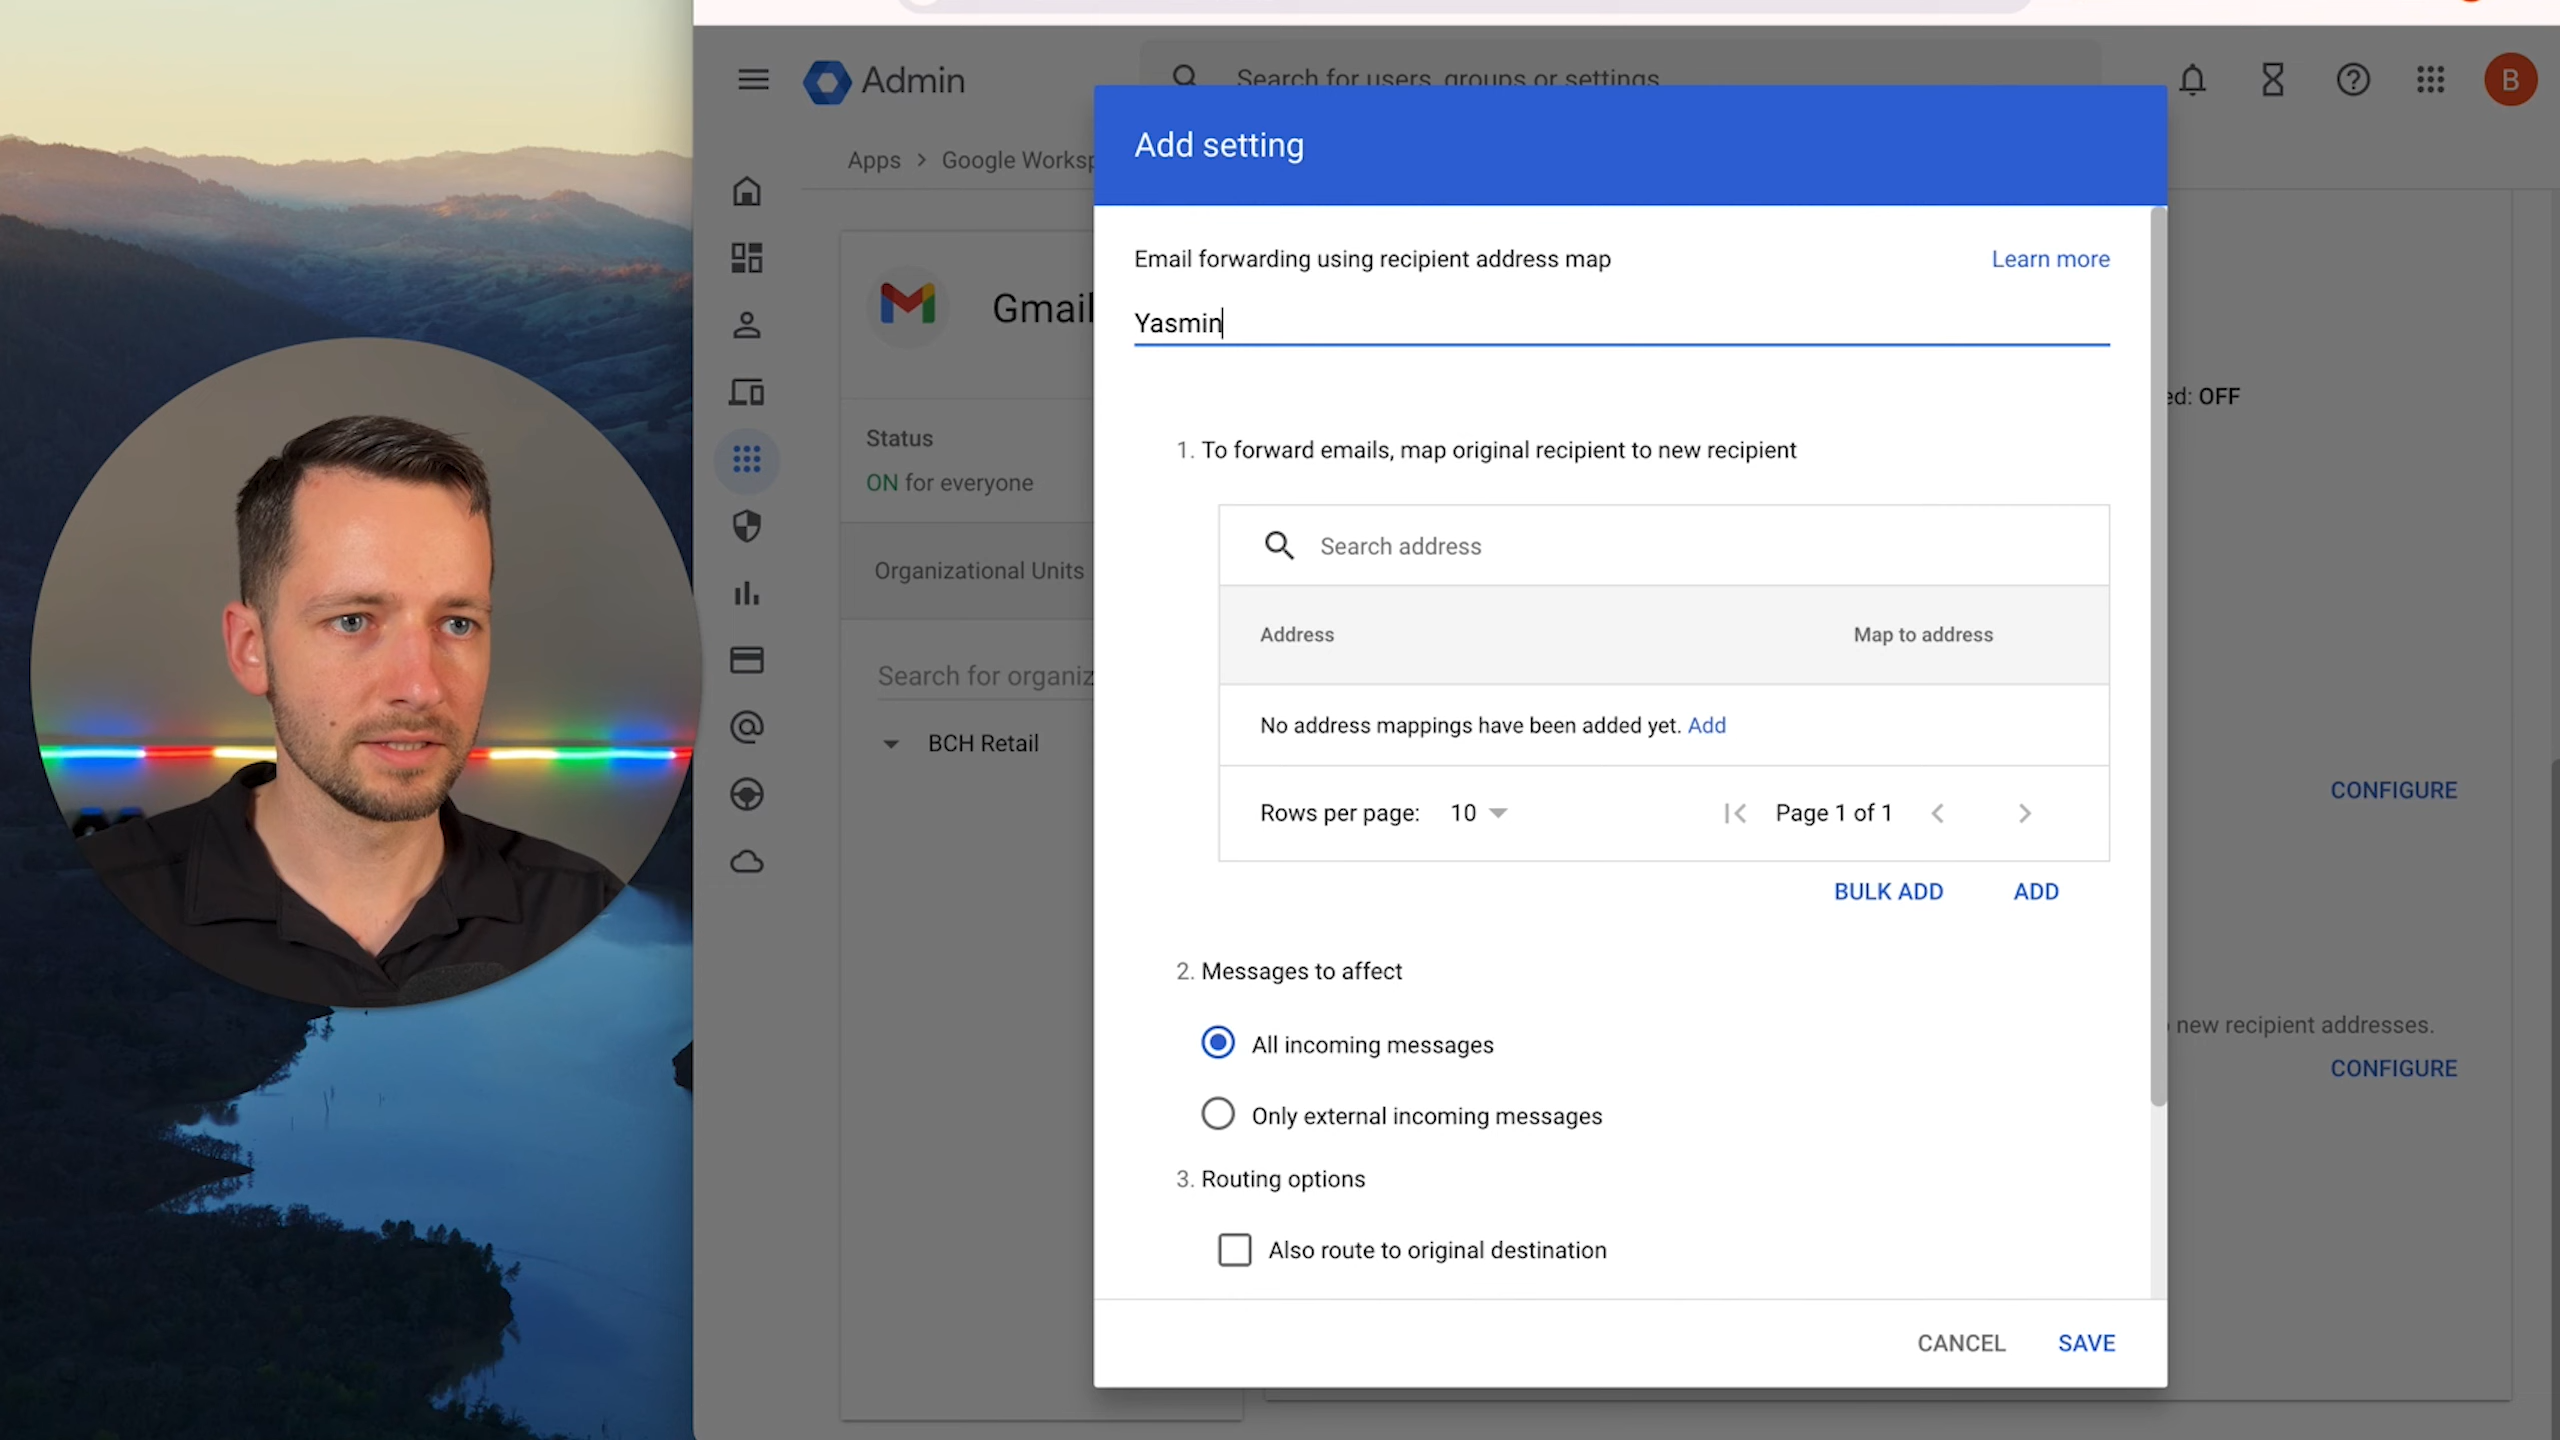 Admin
Search for users, groups or settings
B
Apps > Google Worksp
Add setting
Email forwarding using recipient address map
Learn more
Yasmin
Gmail
ed: OFF
Status
ON for everyone
Organizational Units
Search for organiz
BCH Retail
1. To forward emails, map original recipient to new recipient
Search address
Address
Map to address
No address mappings have been added yet. Add
Rows per page: 10
Page 1 of 1
BULK ADD
ADD
CONFIGURE
2. Messages to affect
All incoming messages
Only external incoming messages
new recipient addresses.
CONFIGURE
3. Routing options
Also route to original destination
CANCEL
SAVE